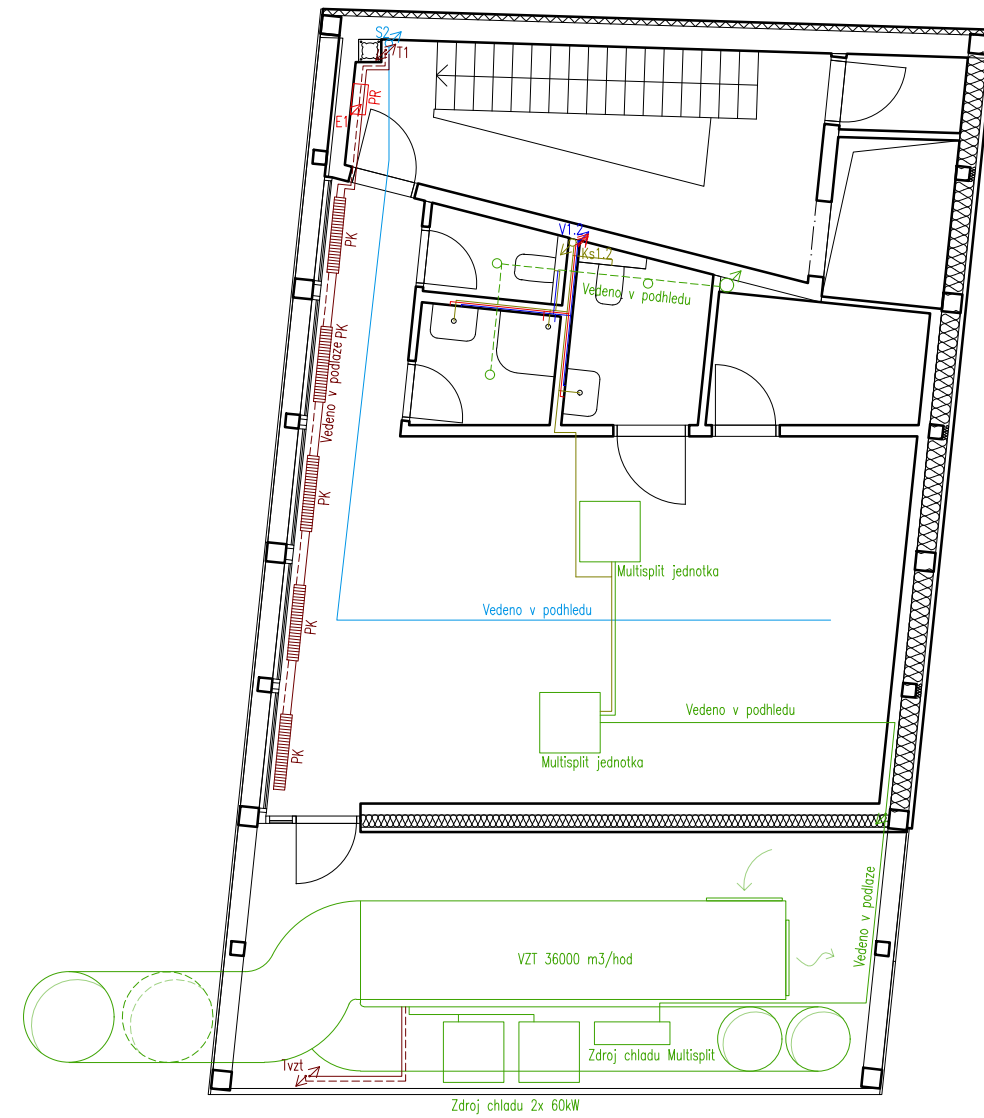 S2
T1
PR
E1
PK
V1.2
Ks1.2
Vedeno v podhledu
PK
Vedeno v podlaze
PK
Multisplit jednotka
Vedeno v podhledu
PK
Vedeno v podhledu
PK
Multisplit jednotka
Vedeno v podlaze
VZT 36000 m3/hod
Tvzt
Zdroj chladu Multisplit
Zdroj chladu 2x 60kW